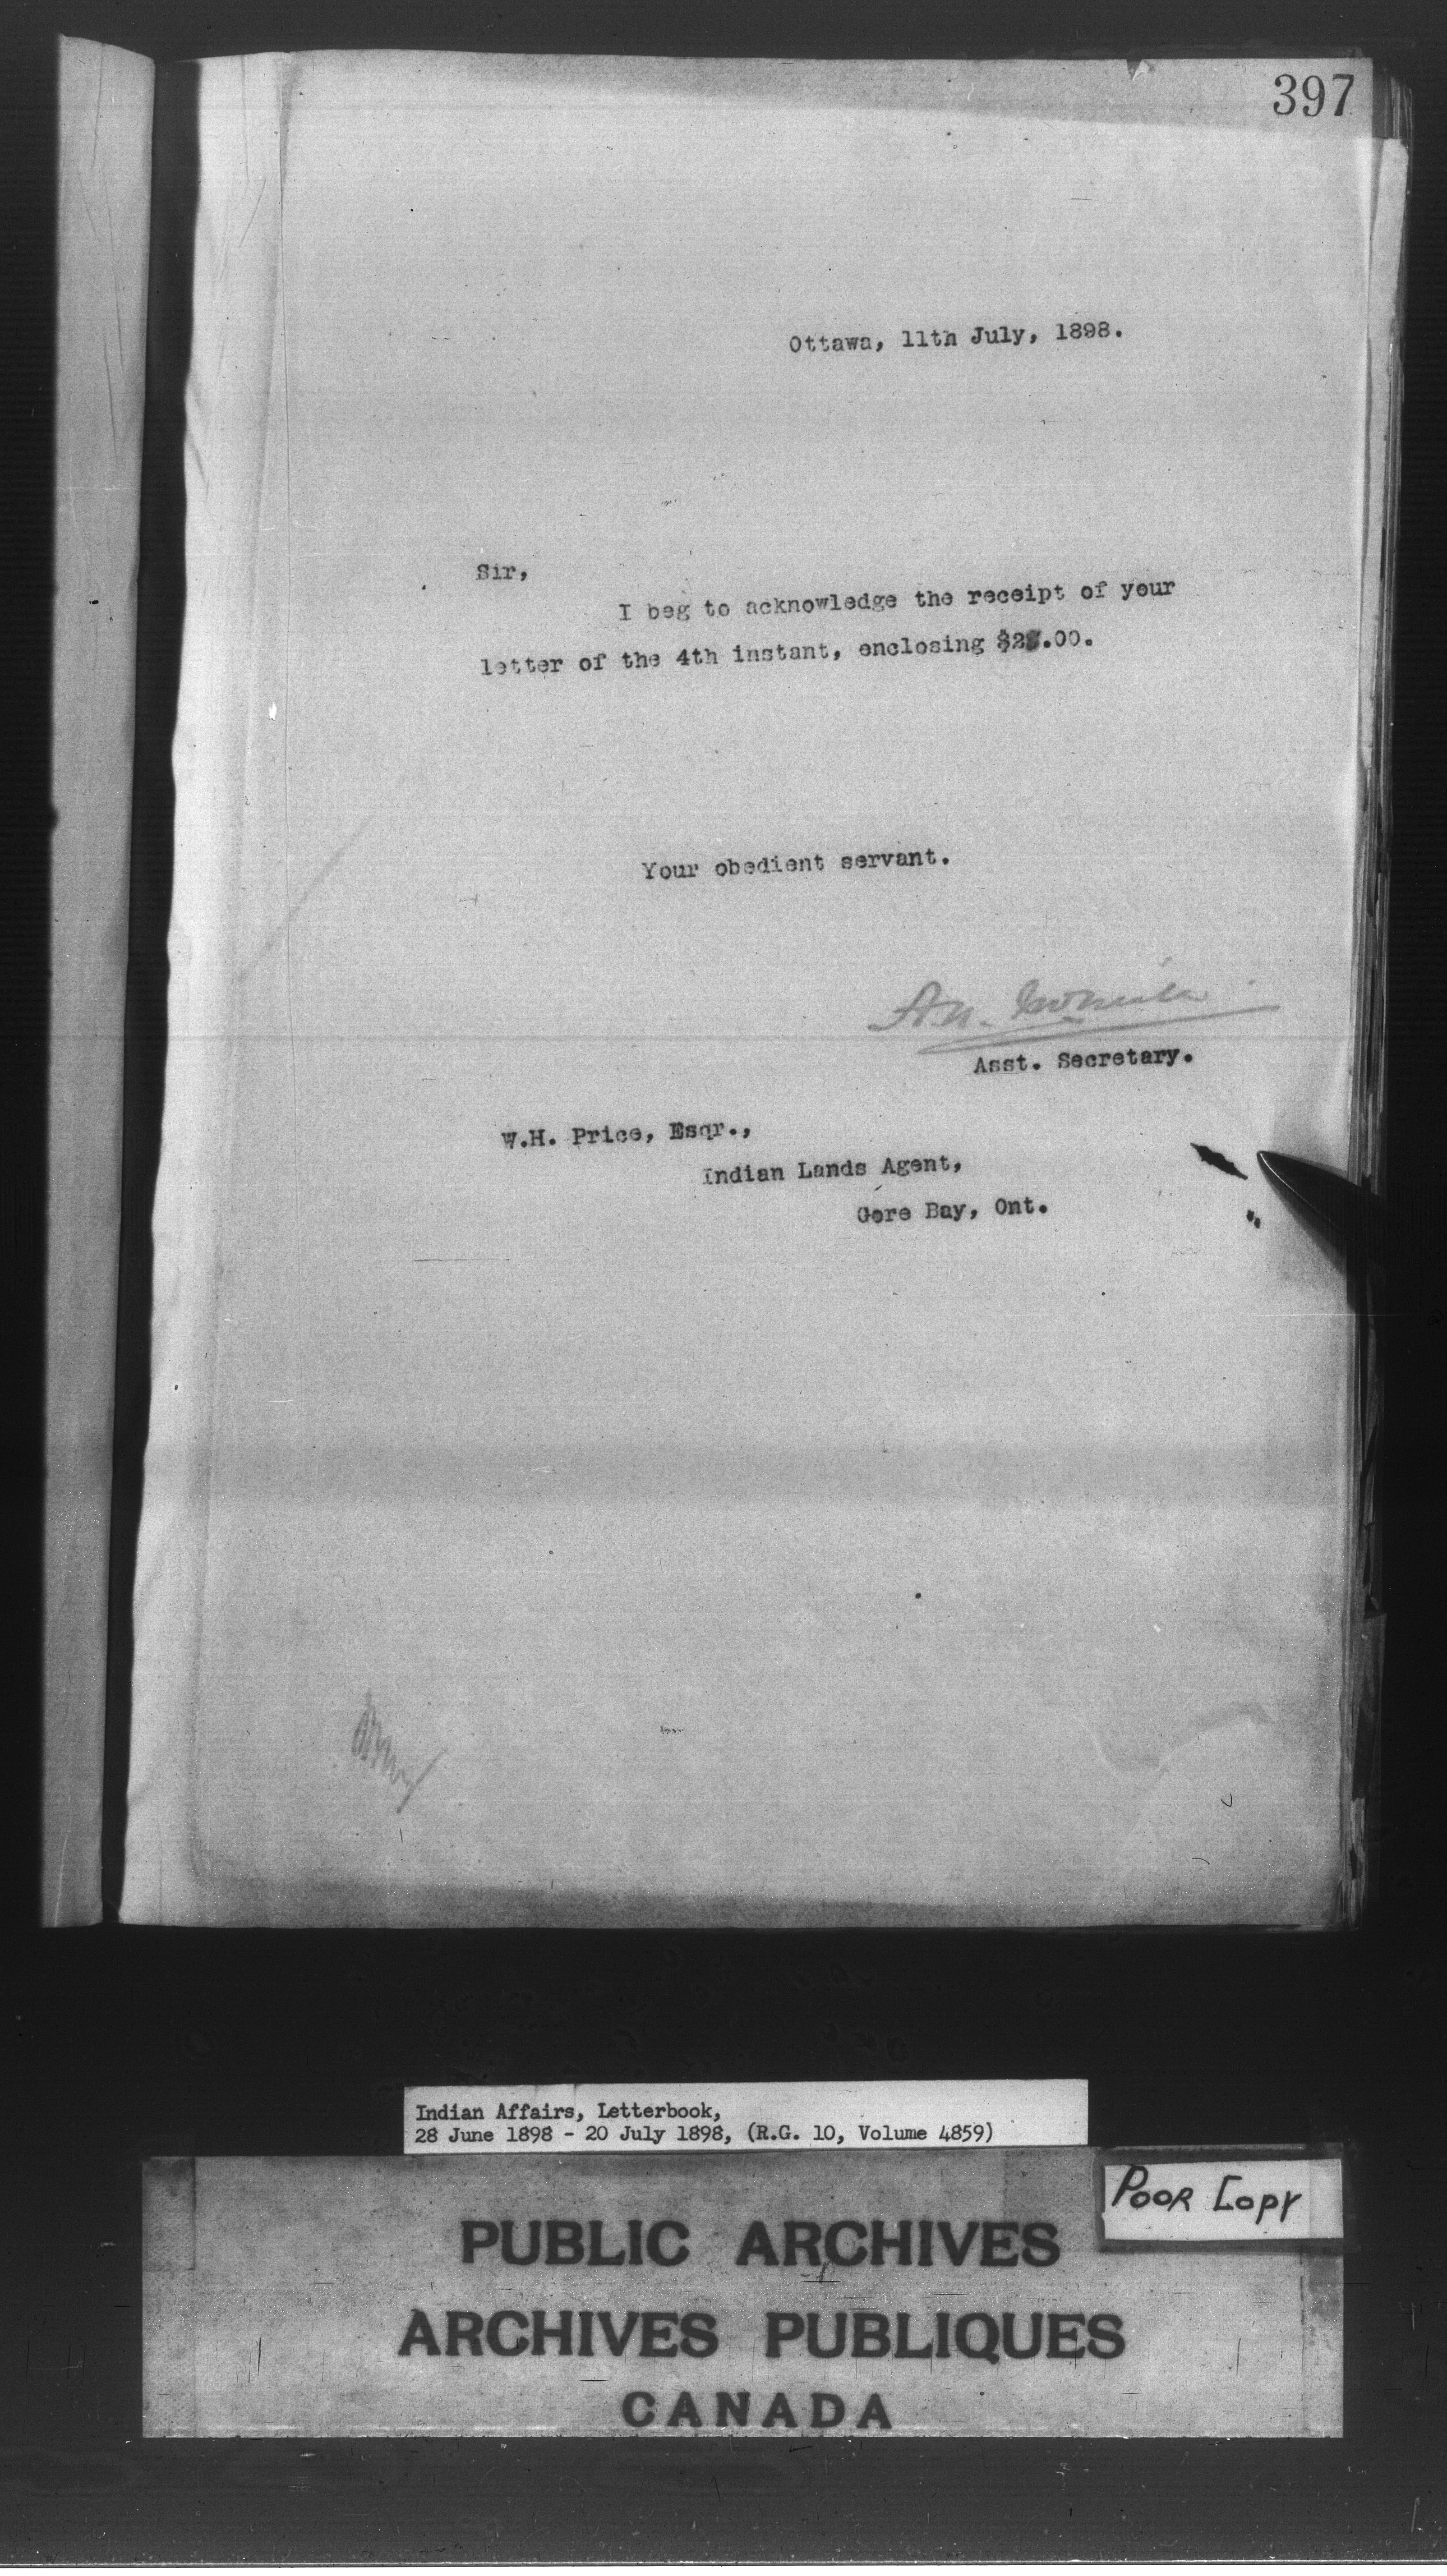 397
Ottawa, 11th July, 1898.
Sir,
I beg to acknowledge the receipt of your
letter of the 4th instant, enclosing
Your obedient servant.
Asst. Secretary.
W.H. Price, Esqr.,
Indian Lands Agent,
Gore Bay, Ont.
Indian Affairs, Letterbook,
28 June 1898 - 20 July 1898, (R.G. 10, Volume 4859)
POOR COPY
PUBLIC ARCHIVES
ARCHIVES PUBLIQUES
CANADA